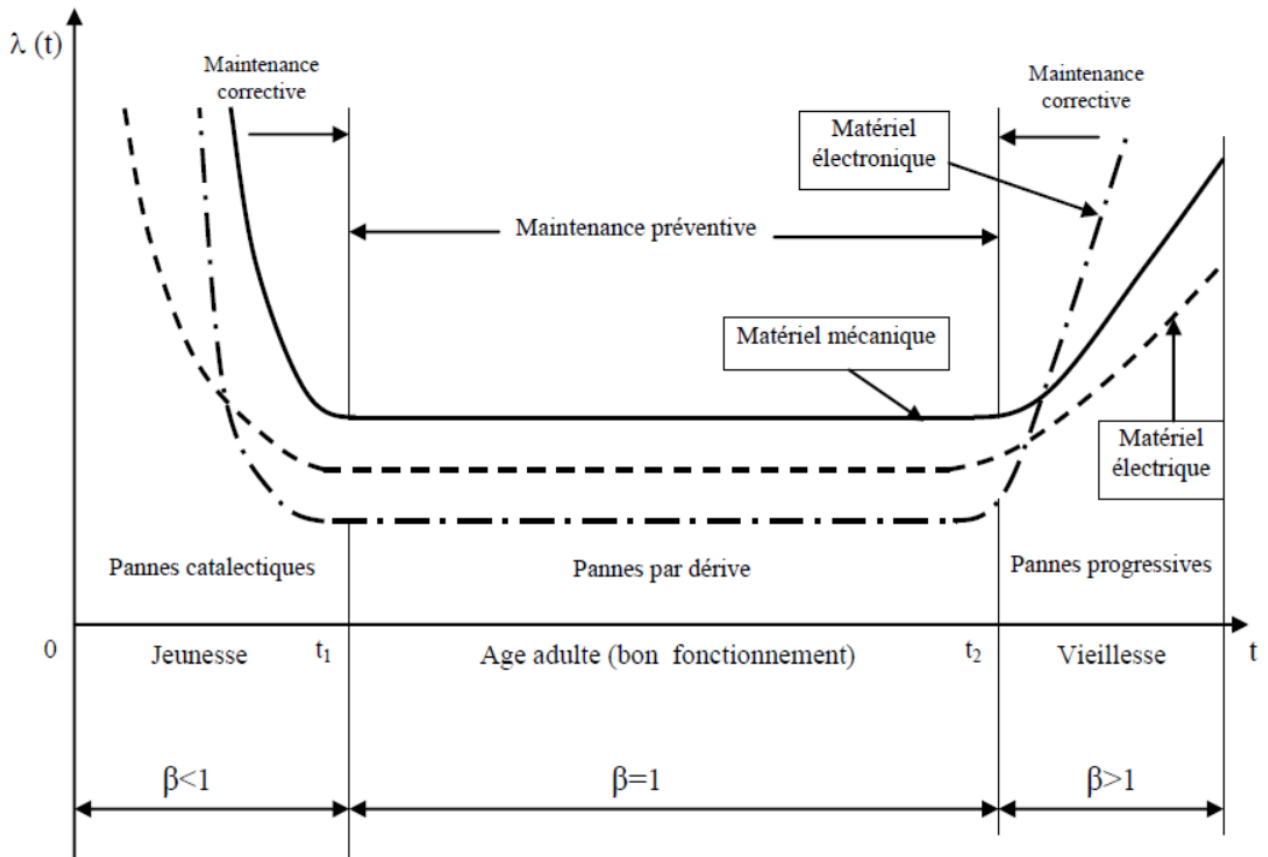 λ (t)
Maintenance
corrective
Maintenance
corrective
Matériel
électronique
Maintenance préventive
Matériel mécanique
Matériel
électrique
Pannes catalectiques
Pannes par dérive
Pannes progressives
0
Jeunesse
t₁
Age adulte (bon fonctionnement)
t₂
Vieillesse
t
β<1
β=1
β>1